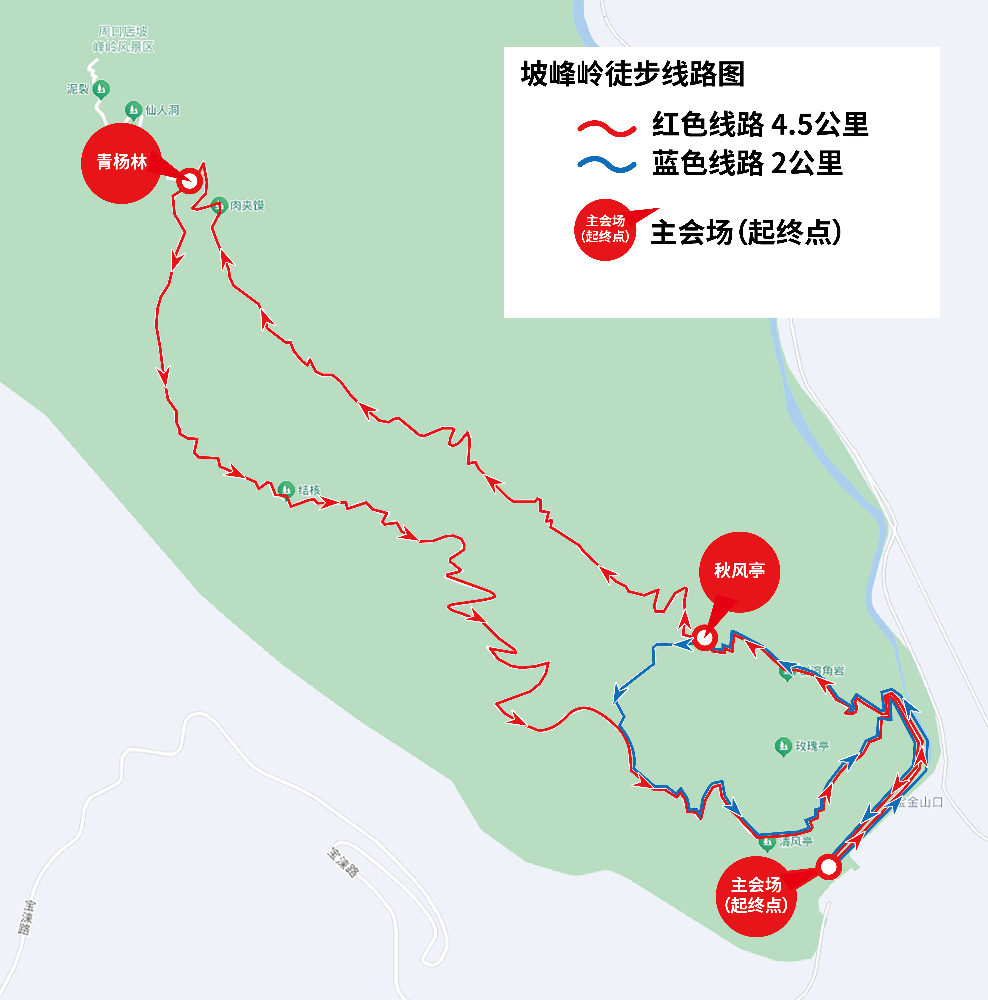 周口店坡
峰岭风景区
泥裂
仙人洞
青杨林
肉夹馍
坡峰岭徒步线路图
红色线路 4.5公里
蓝色线路 2公里
主会场
(起终点)
主会场(起终点)
结核
秋风亭
溶角岩
玫瑰亭
金山口
清风亭
主会场
(起终点)
宝涞路
宝涞路